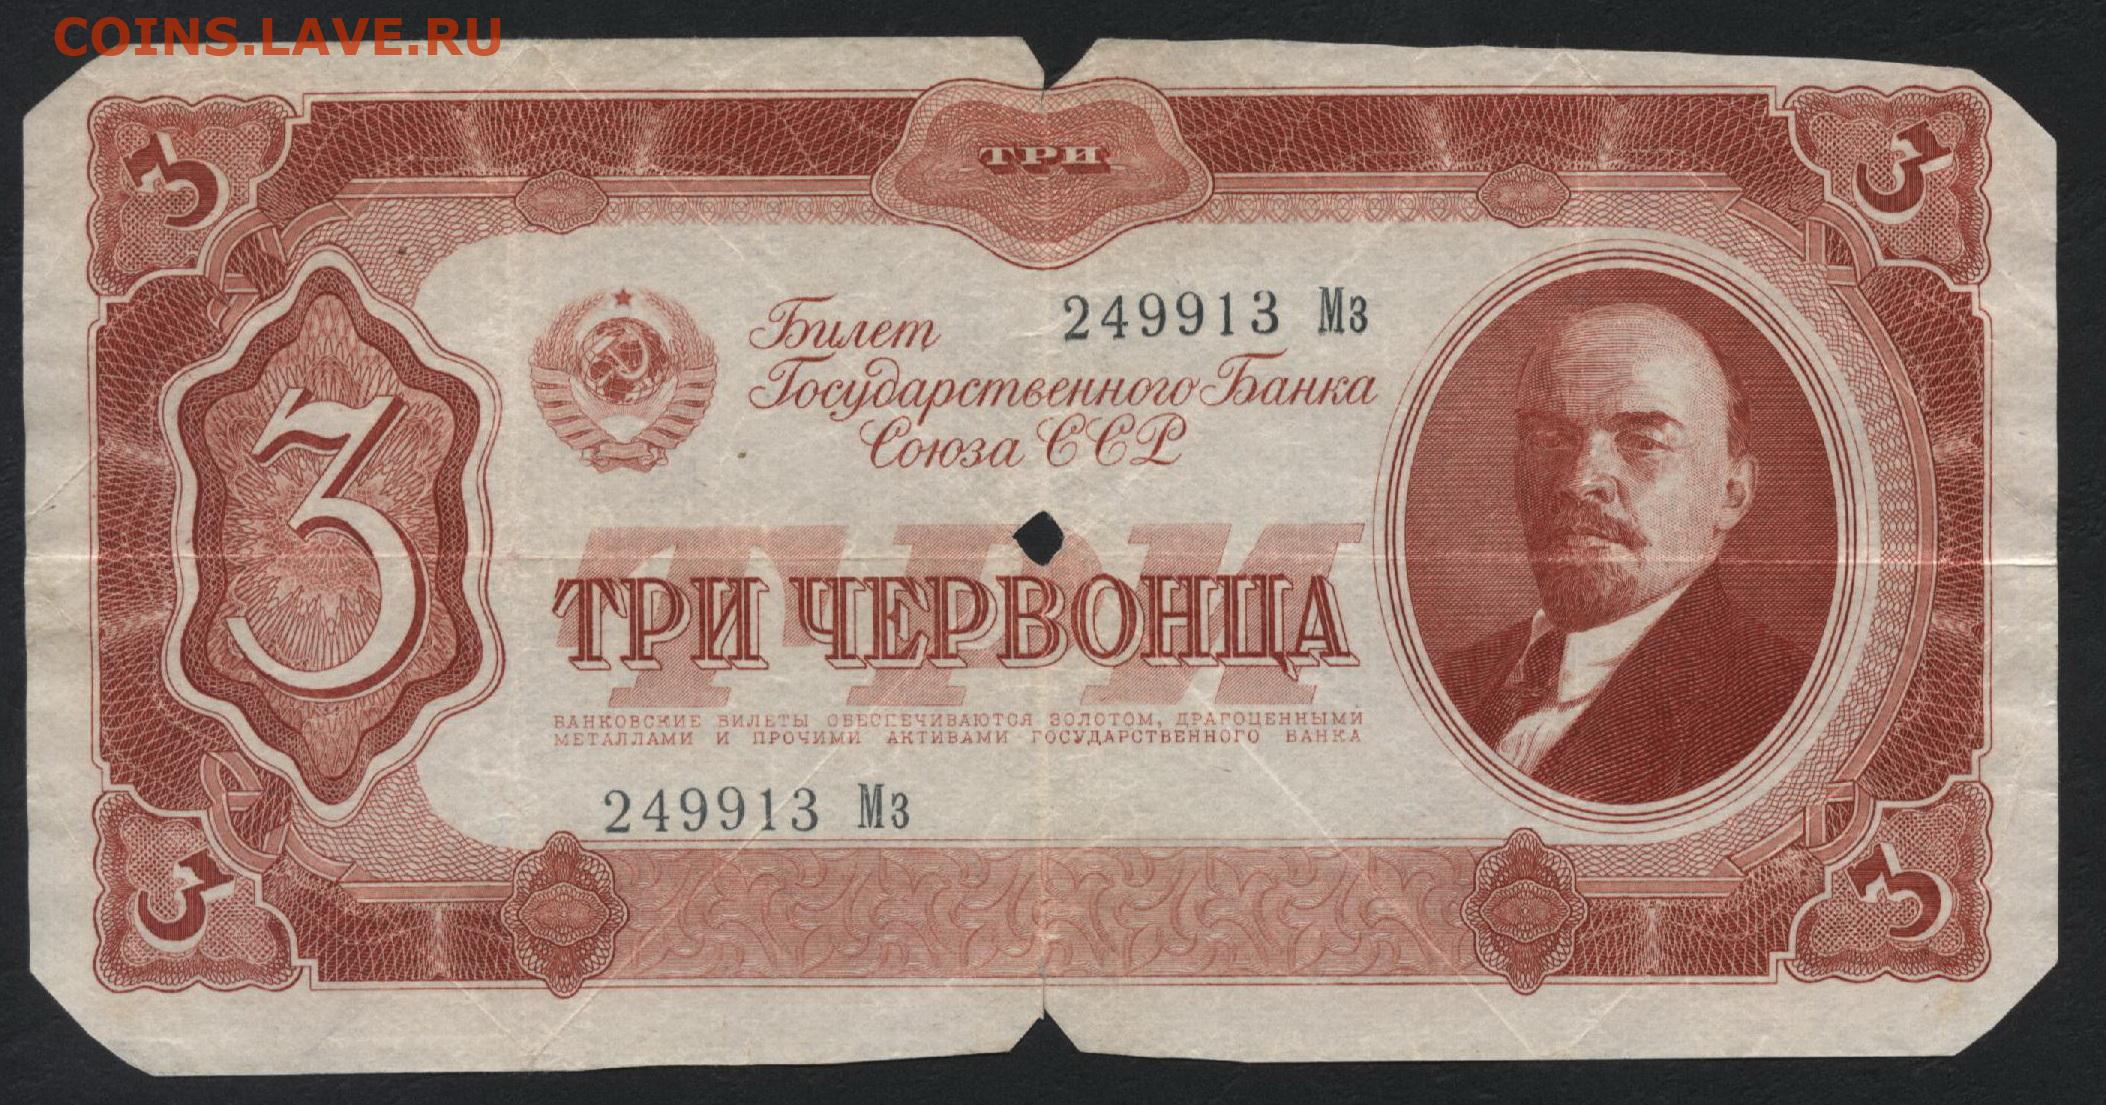 COINS.LAVE.RU
3
ТРИ
3
Билет
249913 Мз
Государственного Банка
Союза ССР
3
ТРИ
ТРИ ЧЕРВОНЦА
БАНКОВСКИЕ БИЛЕТЫ ОБЕСПЕЧИВАЮТСЯ ЗОЛОТОМ, ДРАГОЦЕННЫМИ
МЕТАЛЛАМИ И ПРОЧИМИ АКТИВАМИ ГОСУДАРСТВЕННОГО БАНКА
249913 Мз
3
3